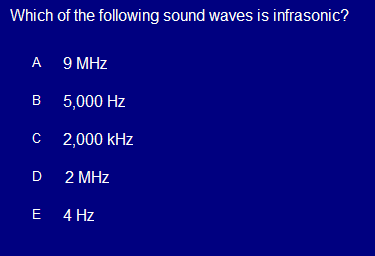 Which of the following sound waves is infrasonic?
A 9 MHz
B 5,000 Hz
C 2,000 kHz
D 2 MHz
E 4 Hz